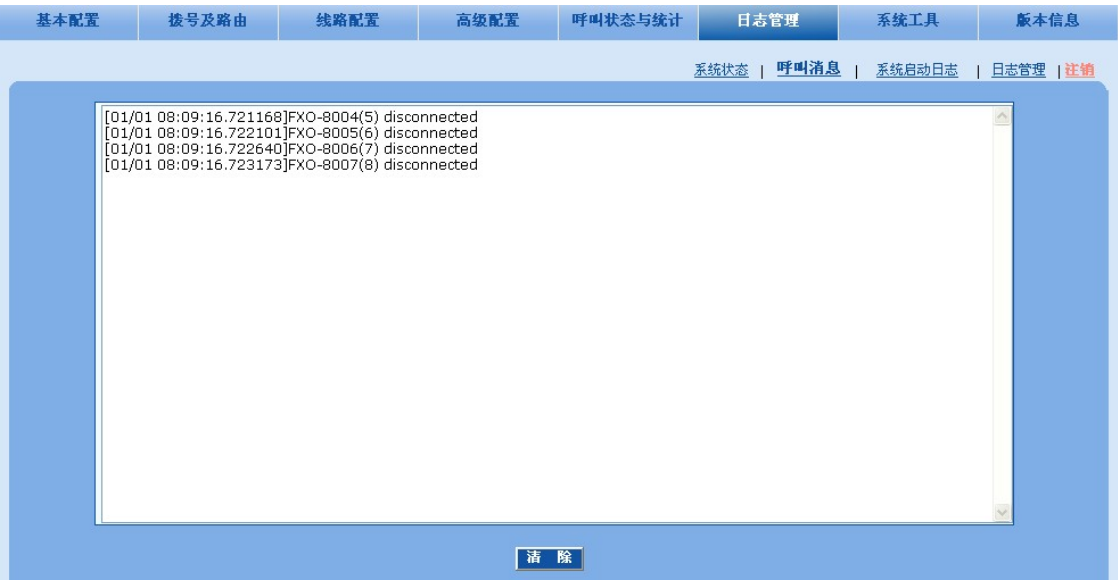 基本配置 拨号及路由 线路配置 高级配置 呼叫状态与统计 日志管理 系统工具 版本信息
系统状态 | 呼叫消息 | 系统启动日志 | 日志管理 | 注销
[01/01 08:09:16.721168]FXO-8004(5) disconnected
[01/01 08:09:16.722101]FXO-8005(6) disconnected
[01/01 08:09:16.722640]FXO-8006(7) disconnected
[01/01 08:09:16.723173]FXO-8007(8) disconnected
清 除